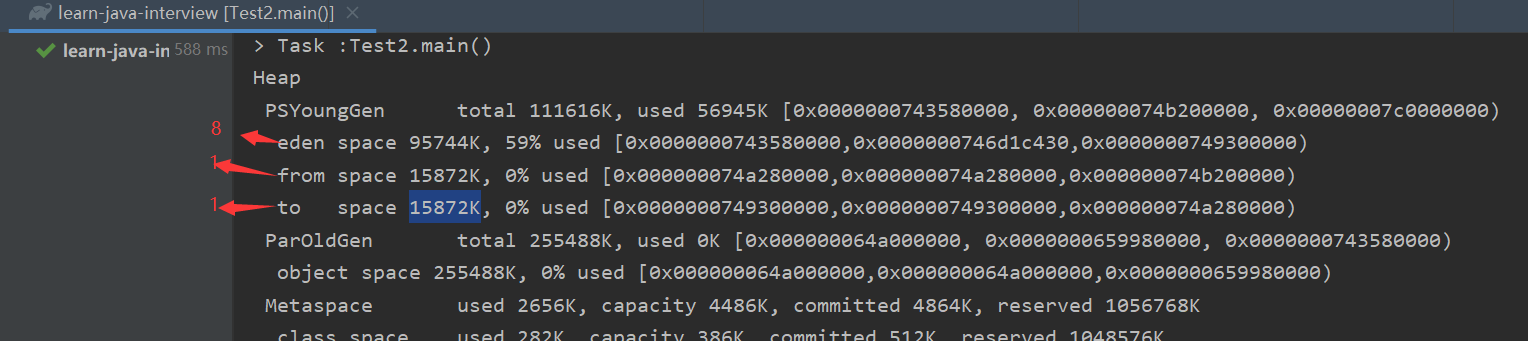 learn-java-interview [Test2.main()] ×
learn-java-in 588 ms
> Task :Test2.main()
Heap
PSYoungGen total 111616K, used 56945K [0x0000000743580000, 0x000000074b200000, 0x00000007c0000000)
8 eden space 95744K, 59% used [0x0000000743580000,0x0000000746d1c430,0x0000000749300000)
1 from space 15872K, 0% used [0x000000074a280000,0x000000074a280000,0x000000074b200000)
1 to space 15872K, 0% used [0x0000000749300000,0x0000000749300000,0x000000074a280000)
ParOldGen total 255488K, used 0K [0x000000064a000000, 0x0000000659980000, 0x0000000743580000)
object space 255488K, 0% used [0x000000064a000000,0x000000064a000000,0x0000000659980000)
Metaspace used 2656K, capacity 4486K, committed 4864K, reserved 1056768K
class space used 282K, capacity 386K, committed 512K, reserved 1048576K